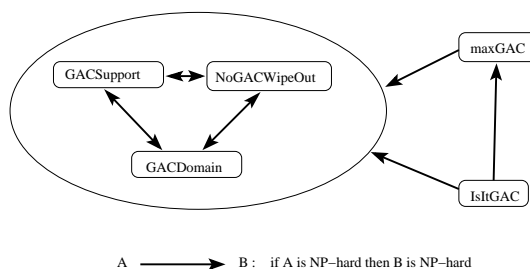 maxGAC
GACSupport
NoGACWipeOut
GACDomain
IsItGAC
A B : if A is NP−hard then B is NP−hard